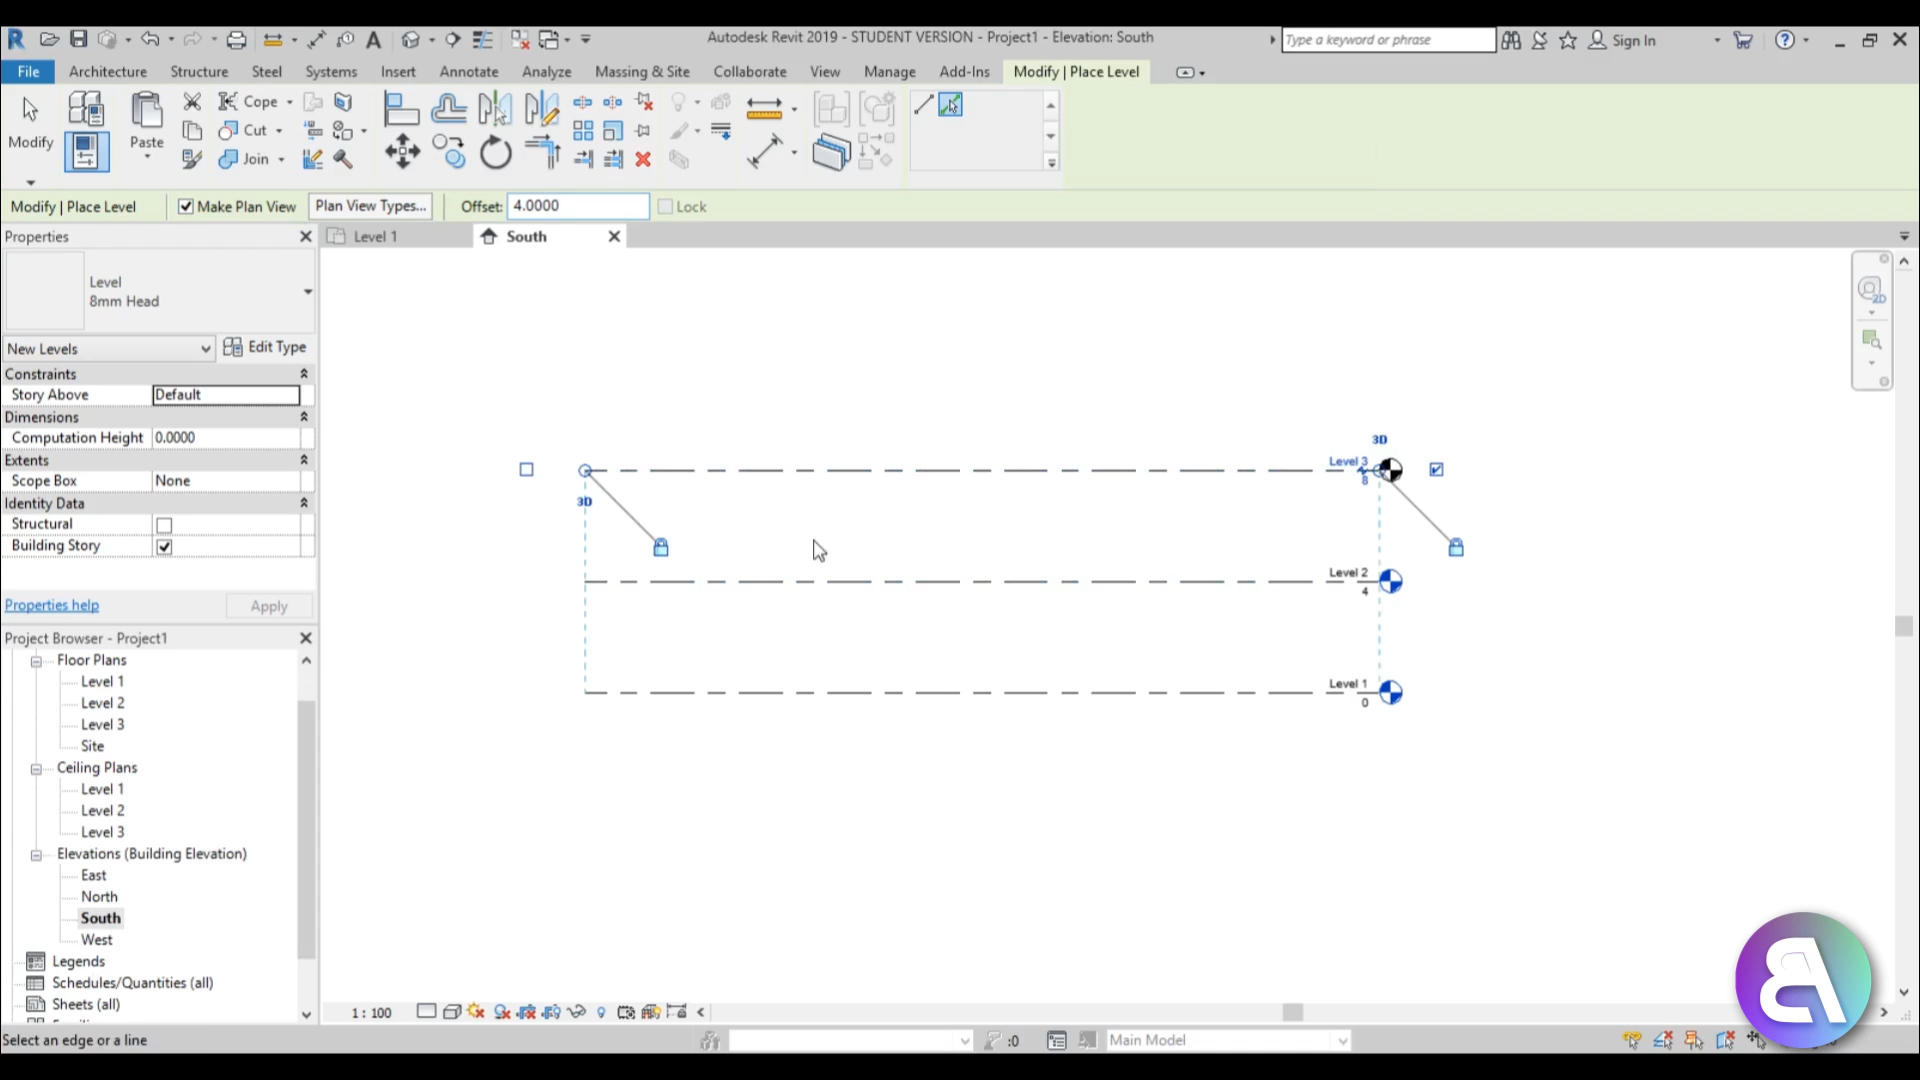 Autodesk Revit 2019 - STUDENT VERSION - Project1 - Elevation: South
Type a keyword or phrase
Sign In
File Architecture Structure Steel Systems Insert Annotate Analyze Massing & Site Collaborate View Manage Add-Ins Modify | Place Level
Modify
Paste
Cope
Cut
Join
Modify | Place Level
Make Plan View
Plan View Types...
Offset: 4.0000
Lock
Properties
Level 1
South
Level
8mm Head
New Levels
Edit Type
Constraints
Story Above Default
Dimensions
Computation Height 0.0000
Extents
Scope Box None
Identity Data
Structural
Building Story
Properties help
Apply
Project Browser - Project1
Floor Plans
Level 1
Level 2
Level 3
Site
Ceiling Plans
Level 1
Level 2
Level 3
Elevations (Building Elevation)
East
North
South
West
Legends
Schedules/Quantities (all)
Sheets (all)
3D
Level 3
8
3D
Level 2
4
Level 1
0
2D
1 : 100
Select an edge or a line
:0
Main Model